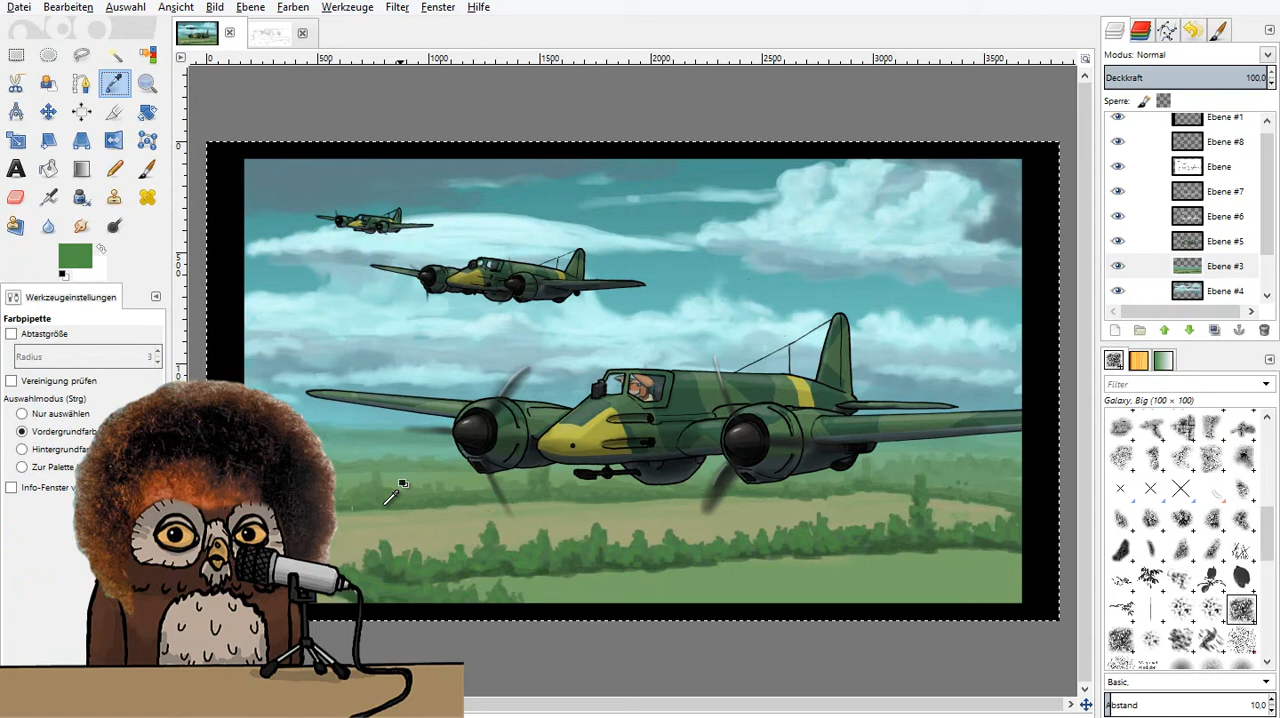 Datei Bearbeiten Auswahl Ansicht Bild Ebene Farben Werkzeuge Filter Fenster Hilfe
0 500 1000 1500 2000 2500 3000 3500
Modus: Normal
Deckkraft 100,0
Sperre:
Ebene #1
Ebene #8
Ebene
Ebene #7
Ebene #6
Ebene #5
Ebene #3
Ebene #4
Werkzeugeinstellungen
Farbpipette
Abtastgröße
Radius 3
Vereinigung prüfen
Auswahlmodus (Strg)
Nur auswählen
Vordergrundfarb
Hintergrundf
Zur Palette
Info-Fenster
Filter
Galaxy, Big (100 × 100)
Basic,
Abstand 10,0